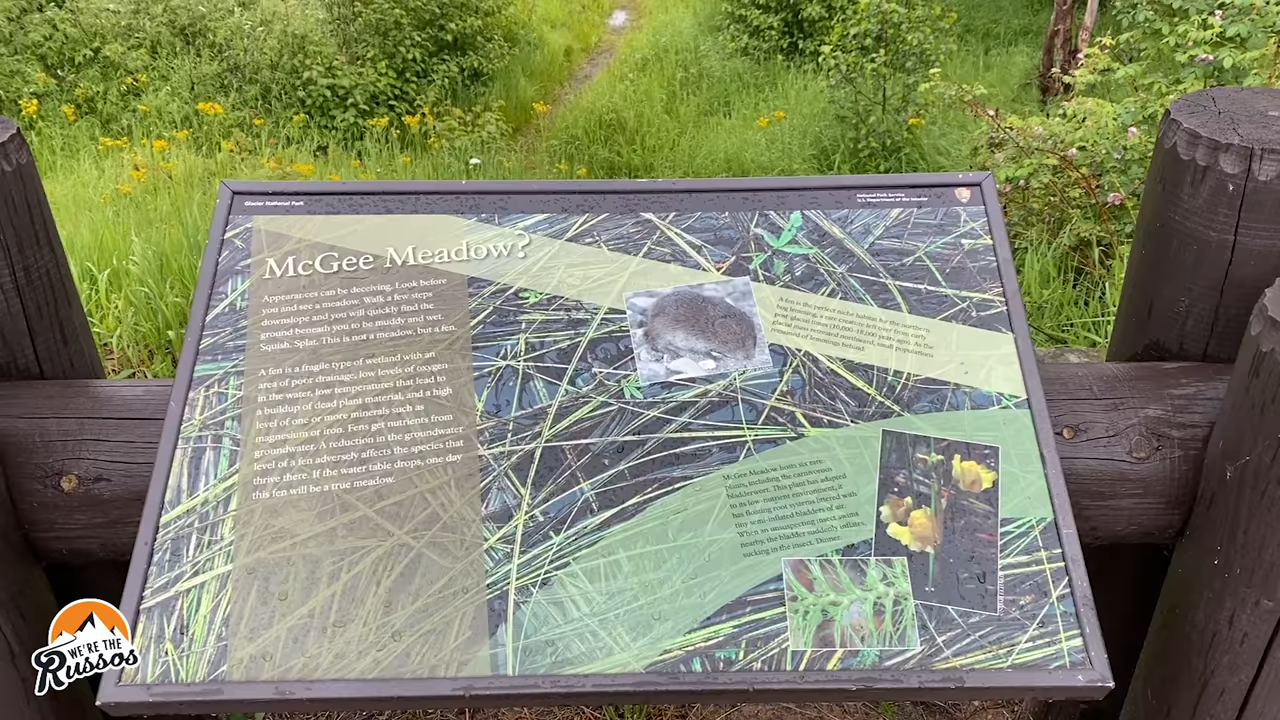 Glacier National Park
National Park Service
U.S. Department of the Interior
McGee Meadow?
Appearances can be deceiving. Look before
you and see a meadow. Walk a few steps
downslope and you will quickly find the
ground beneath you to be muddy and wet.
Squish. Splat. This is not a meadow, but a fen.
A fen is a fragile type of wetland with an
area of poor drainage, low levels of oxygen
in the water, low temperatures that lead to
a buildup of dead plant material, and a high
level of one or more minerals such as
magnesium or iron. Fens get nutrients from
groundwater. A reduction in the groundwater
level of a fen adversely affects the species that
thrive there. If the water table drops, one day
this fen will be a true meadow.
A fen is the perfect niche habitat for the northern
bog lemming, a rare creature left over from early
post-glacial times (10,000-18,000 years ago). As the
glacial mass receded northward, small populations
remained of lemmings behind.
McGee Meadow hosts six rare
plants, including the carnivorous
bladderwort. This plant has adapted
to its low-nutrient environment, it
has floating root systems littered with
tiny semi-inflated bladders of air.
When an unsuspecting insect swims
nearby, the bladder suddenly inflates,
sucking in the insect. Dinner.
WE'RE THE
Russos